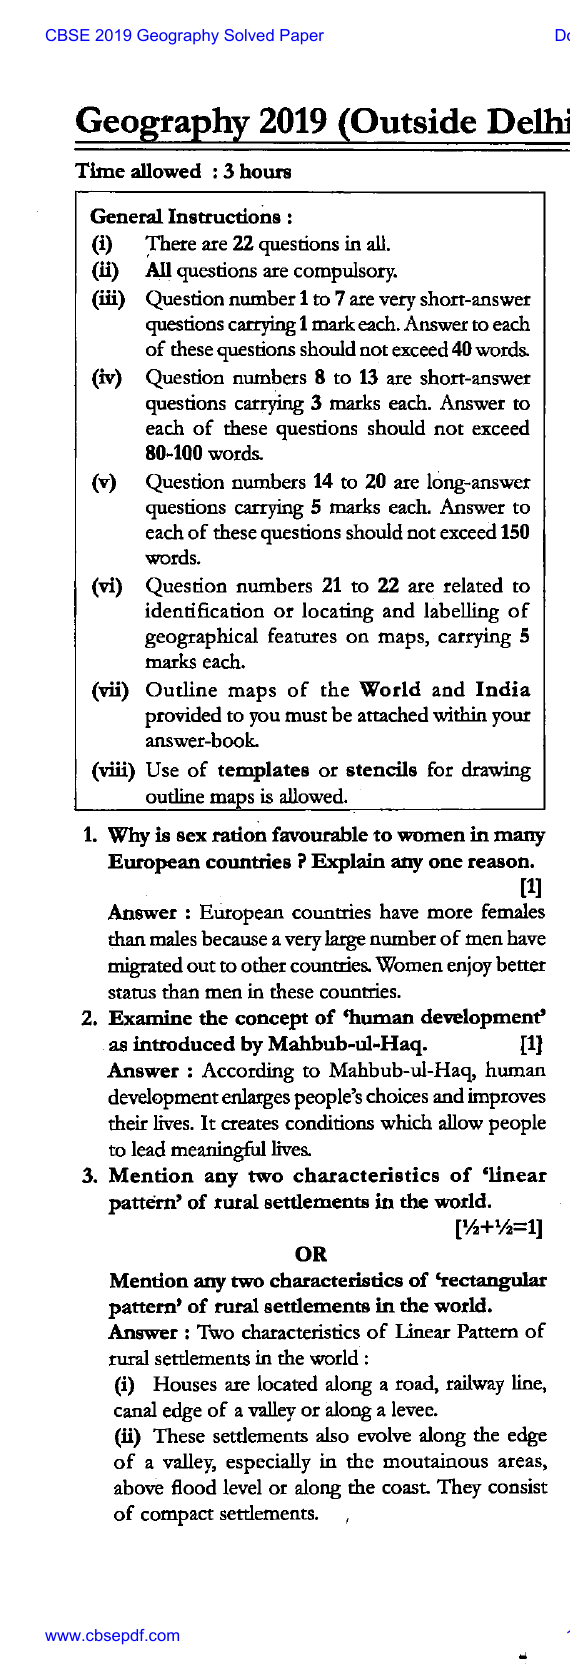 CBSE 2019 Geography Solved Paper
Geography 2019 (Outside Delhi
Time allowed : 3 hours
General Instructions :
(i) There are 22 questions in all.
(ii) All questions are compulsory.
(iii) Question number 1 to 7 are very short-answer
questions carrying 1 mark each. Answer to each
of these questions should not exceed 40 words.
(iv) Question numbers 8 to 13 are short-answer
questions carrying 3 marks each. Answer to
each of these questions should not exceed
80-100 words.
(v) Question numbers 14 to 20 are long-answer
questions carrying 5 marks each. Answer to
each of these questions should not exceed 150
words.
(vi) Question numbers 21 to 22 are related to
identification or locating and labelling of
geographical features on maps, carrying 5
marks each.
(vii) Outline maps of the World and India
provided to you must be attached within your
answer-book.
(viii) Use of templates or stencils for drawing
outline maps is allowed.
1. Why is sex ration favourable to women in many
European countries ? Explain any one reason.
[1]
Answer : European countries have more females
than males because a very large number of men have
migrated out to other countries. Women enjoy better
status than men in these countries.
2. Examine the concept of ‘human development’
as introduced by Mahbub-ul-Haq. [1]
Answer : According to Mahbub-ul-Haq, human
development enlarges people’s choices and improves
their lives. It creates conditions which allow people
to lead meaningful lives.
3. Mention any two characteristics of ‘linear
pattern’ of rural settlements in the world.
[½+½=1]
OR
Mention any two characteristics of ‘rectangular
pattern’ of rural settlements in the world.
Answer : Two characteristics of Linear Pattern of
rural settlements in the world :
(i) Houses are located along a road, railway line,
canal edge of a valley or along a levee.
(ii) These settlements also evolve along the edge
of a valley, especially in the moutainous areas,
above flood level or along the coast. They consist
of compact settlements.
www.cbsepdf.com